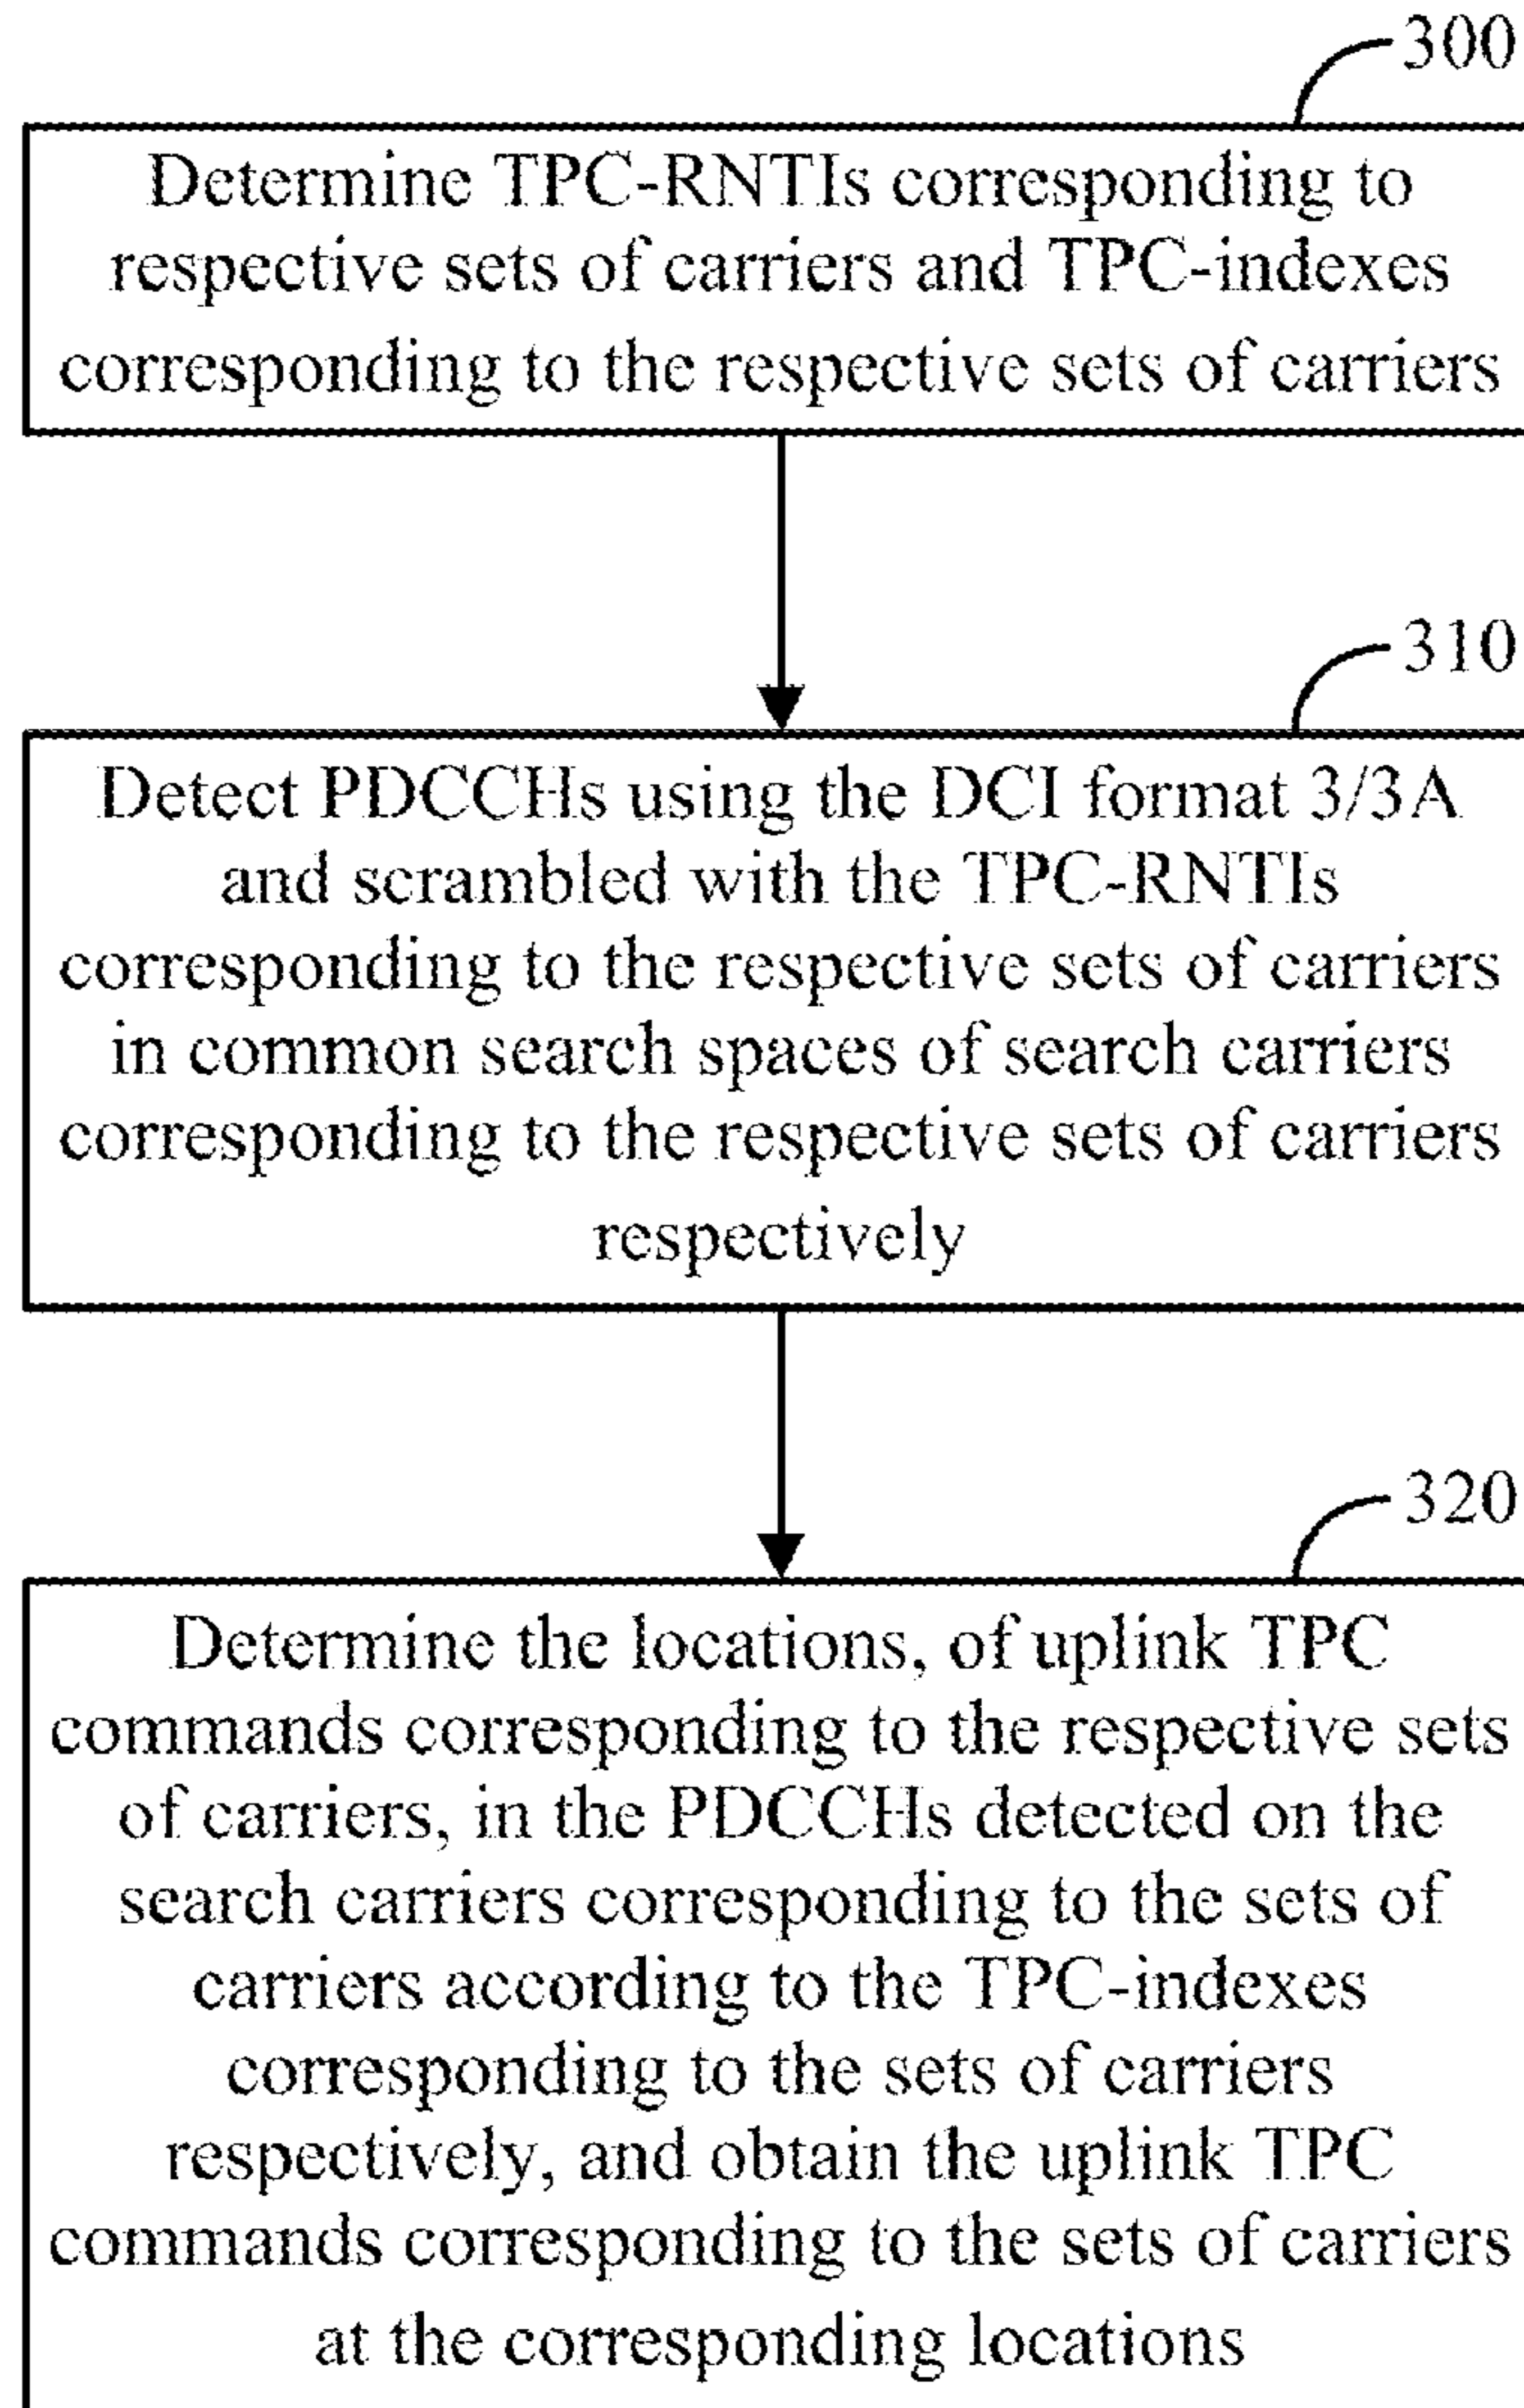 300
Determine TPC-RNTIs corresponding to
respective sets of carriers and TPC-indexes
corresponding to the respective sets of carriers
310
Detect PDCCHs using the DCI format 3/3A
and scrambled with the TPC-RNTIs
corresponding to the respective sets of carriers
in common search spaces of search carriers
corresponding to the respective sets of carriers
respectively
320
Determine the locations, of uplink TPC
commands corresponding to the respective sets
of carriers, in the PDCCHs detected on the
search carriers corresponding to the sets of
carriers according to the TPC-indexes
corresponding to the sets of carriers
respectively, and obtain the uplink TPC
commands corresponding to the sets of carriers
at the corresponding locations